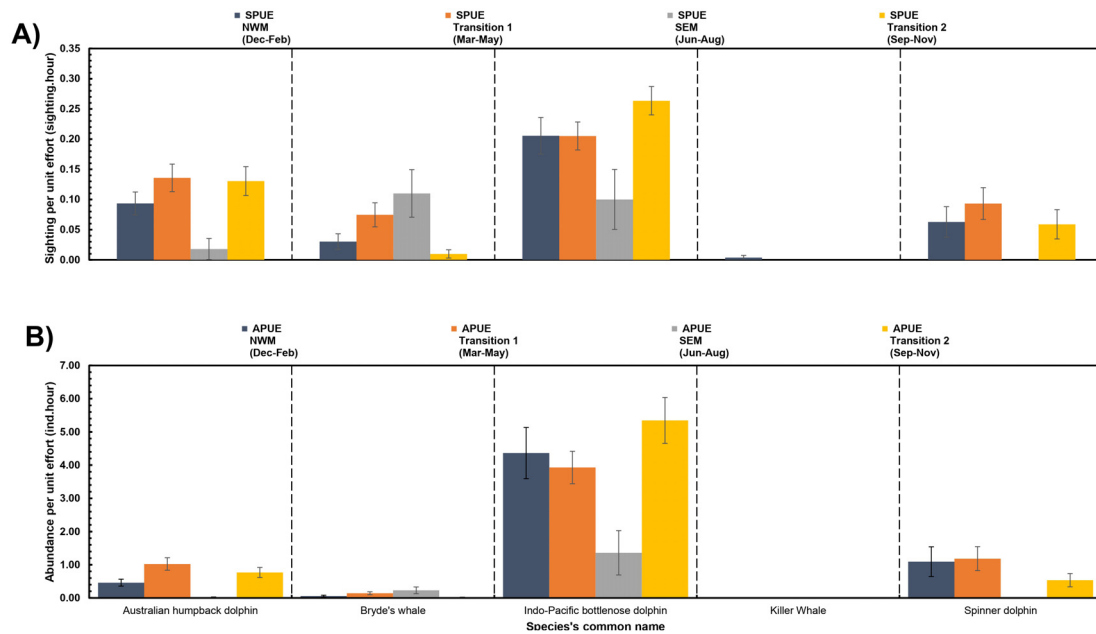 A)
SPUE
NWM
(Dec-Feb)
SPUE
Transition 1
(Mar-May)
SPUE
SEM
(Jun-Aug)
SPUE
Transition 2
(Sep-Nov)
Sighting per unit effort (sighting.hour)
0.35
0.30
0.25
0.20
0.15
0.10
0.05
0.00
B)
APUE
NWM
(Dec-Feb)
APUE
Transition 1
(Mar-May)
APUE
SEM
(Jun-Aug)
APUE
Transition 2
(Sep-Nov)
Abundance per unit effort (ind.hour)
7.00
6.00
5.00
4.00
3.00
2.00
1.00
0.00
Australian humpback dolphin
Bryde's whale
Indo-Pacific bottlenose dolphin
Killer Whale
Spinner dolphin
Species's common name